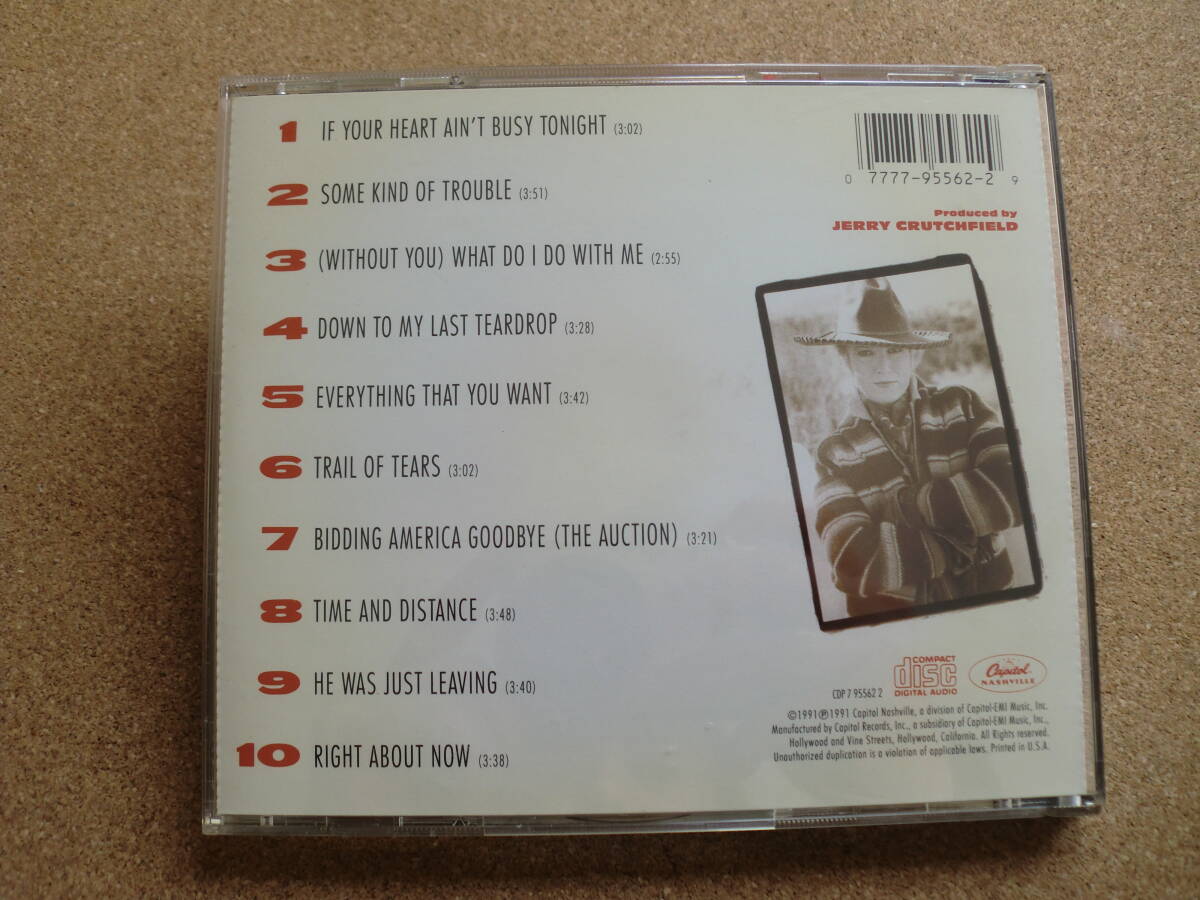 1 IF YOUR HEART AIN'T BUSY TONIGHT (3:02)
2 SOME KIND OF TROUBLE (3:51)
3 (WITHOUT YOU) WHAT DO I DO WITH ME (2:55)
4 DOWN TO MY LAST TEARDROP (3:28)
5 EVERYTHING THAT YOU WANT (3:42)
6 TRAIL OF TEARS (3:02)
7 BIDDING AMERICA GOODBYE (THE AUCTION) (3:21)
8 TIME AND DISTANCE (3:48)
9 HE WAS JUST LEAVING (3:40)
10 RIGHT ABOUT NOW (3:38)
0 7777-95562-2 9
Produced by
JERRY CRUTCHFIELD
COMPACT
disc
DIGITAL AUDIO
Capitol
NASHVILLE
CDP 7 95562 2
©1991 ℗1991 Capitol Nashville, a division of Capitol-EMI Music, Inc.
Manufactured by Capitol Records, Inc., a subsidiary of Capitol-EMI Music, Inc.,
Hollywood and Vine Streets, Hollywood, California. All Rights reserved.
Unauthorized duplication is a violation of applicable laws. Printed in U.S.A.